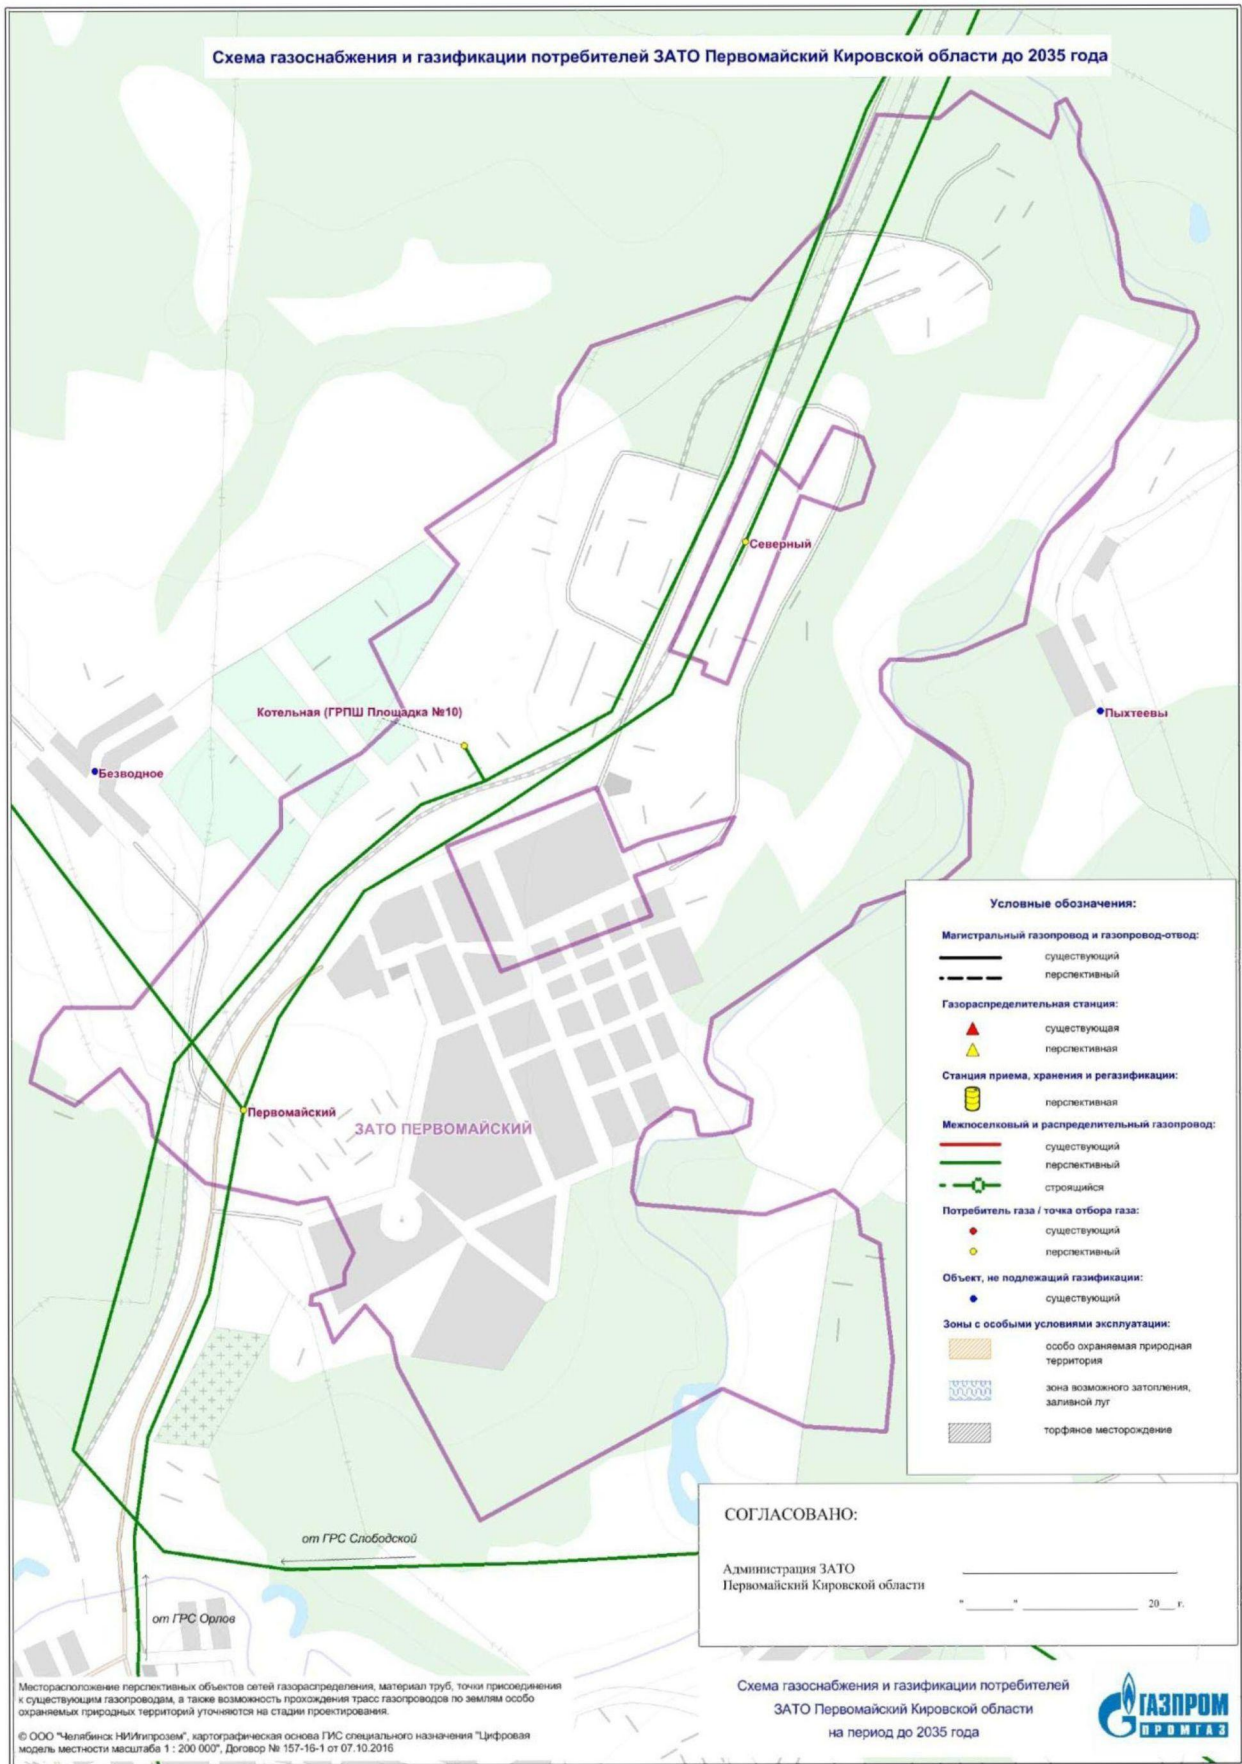 Схема газоснабжения и газификации потребителей ЗАТО Первомайский Кировской области до 2035 года
Северный
Котельная (ГРПШ Площадка №10)
Пыхтеевы
Безводное
Первомайский
ЗАТО ПЕРВОМАЙСКИЙ
от ГРС Слободской
от ГРС Орлов
Условные обозначения:
Магистральный газопровод и газопровод-отвод:
существующий
перспективный
Газораспределительная станция:
существующая
перспективная
Станция приема, хранения и регазификации:
перспективная
Межпоселковый и распределительный газопровод:
существующий
перспективный
строящийся
Потребитель газа / точка отбора газа:
существующий
перспективный
Объект, не подлежащий газификации:
существующий
Зоны с особыми условиями эксплуатации:
особо охраняемая природная
территория
зона возможного затопления,
заливной луг
торфяное месторождение
СОГЛАСОВАНО:
Администрация ЗАТО
Первомайский Кировской области
"______" ____________________ 20___ г.
Месторасположение перспективных объектов сетей газораспределения, материал труб, точки присоединения
к существующим газопроводам, а также возможность прохождения трасс газопроводов по землям особо
охраняемых природных территорий уточняются на стадии проектирования.
© ООО "Челябинск НИИгипрозем", картографическая основа ГИС специального назначения "Цифровая
модель местности масштаба 1 : 200 000", Договор № 157-16-1 от 07.10.2016
Схема газоснабжения и газификации потребителей
ЗАТО Первомайский Кировской области
на период до 2035 года
ГАЗПРОМ
ПРОМГАЗ